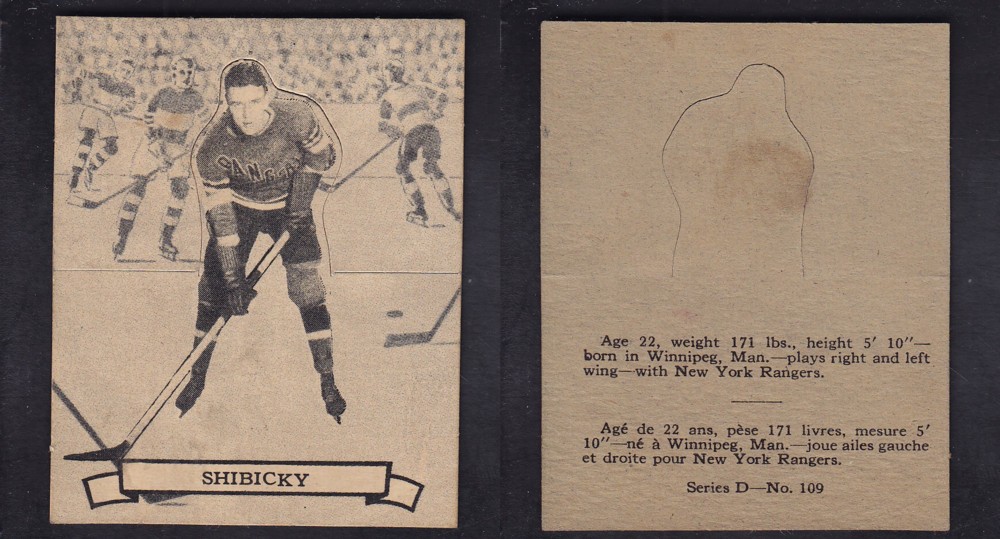 RANGERS
SHIBICKY
Age 22, weight 171 lbs., height 5′ 10″—
born in Winnipeg, Man.—plays right and left
wing—with New York Rangers.
Agé de 22 ans, pèse 171 livres, mesure 5′
10″—né à Winnipeg, Man.—joue ailes gauche
et droite pour New York Rangers.
Series D—No. 109